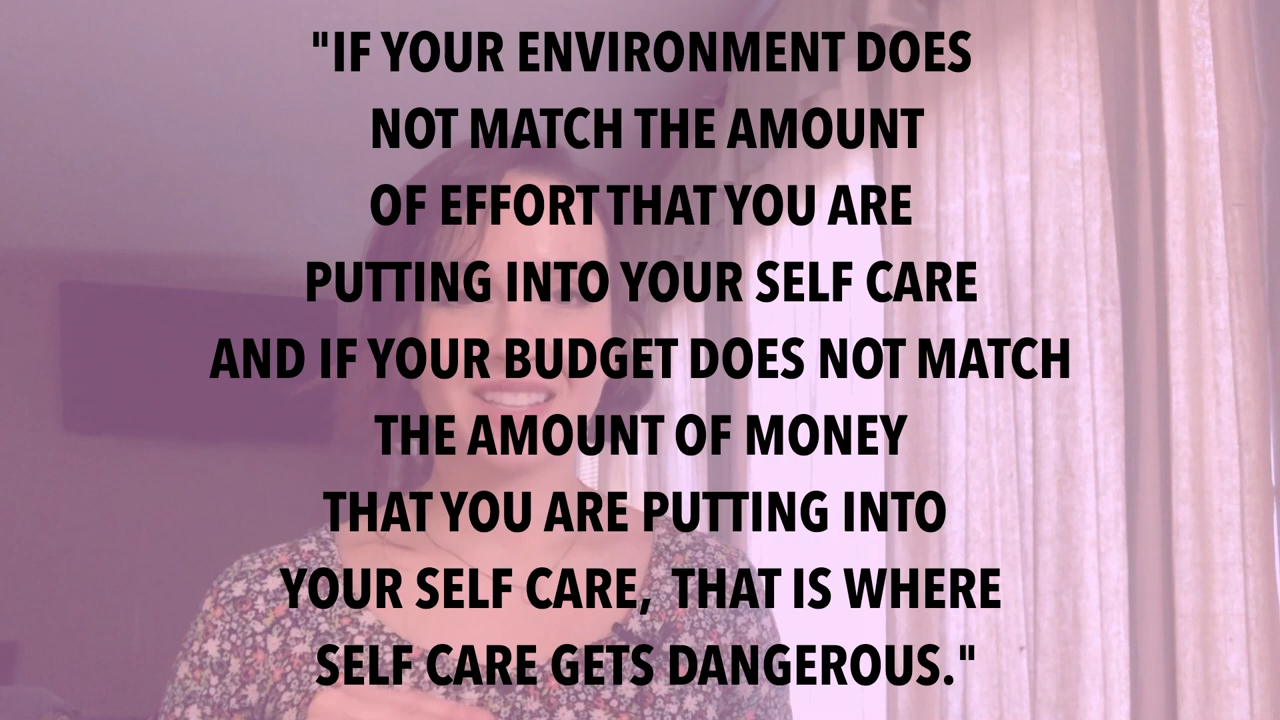 "IF YOUR ENVIRONMENT DOES
NOT MATCH THE AMOUNT
OF EFFORT THAT YOU ARE
PUTTING INTO YOUR SELF CARE
AND IF YOUR BUDGET DOES NOT MATCH
THE AMOUNT OF MONEY
THAT YOU ARE PUTTING INTO
YOUR SELF CARE, THAT IS WHERE
SELF CARE GETS DANGEROUS."